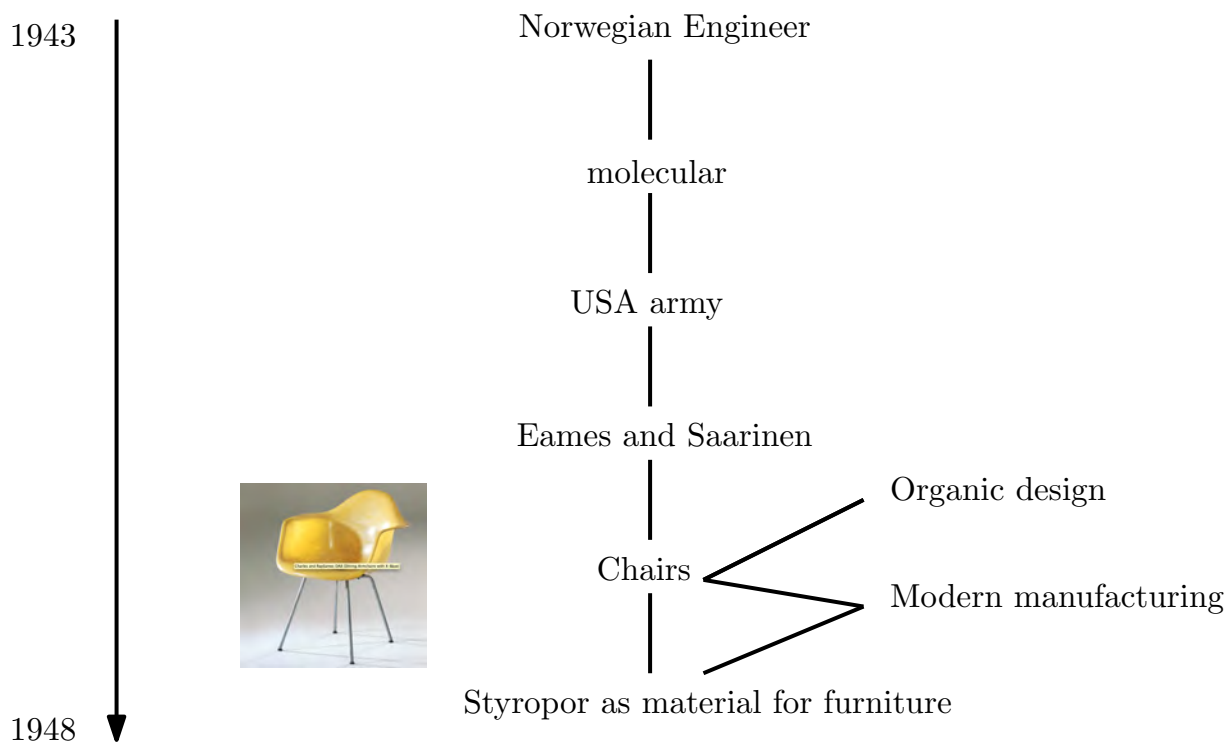 1943
Norwegian Engineer
molecular
USA army
Eames and Saarinen
Organic design
Chairs
Modern manufacturing
Styropor as material for furniture
1948